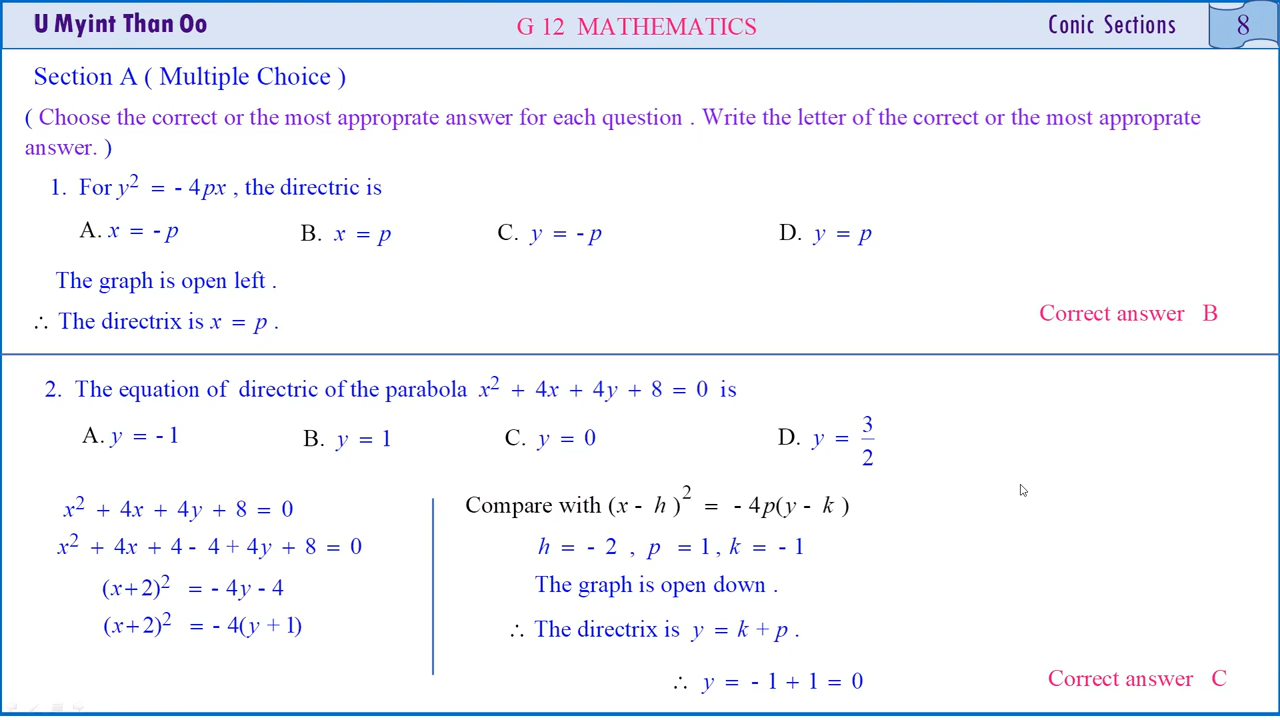 U Myint Than Oo G 12 MATHEMATICS Conic Sections 8
Section A ( Multiple Choice )
( Choose the correct or the most approprate answer for each question . Write the letter of the correct or the most approprate
answer. )
1. For y² = - 4px , the directric is
A. x = - p B. x = p C. y = - p D. y = p
The graph is open left .
∴ The directrix is x = p .
Correct answer B
2. The equation of directric of the parabola x² + 4x + 4y + 8 = 0 is
A. y = - 1 B. y = 1 C. y = 0 D. y = 3/2
x² + 4x + 4y + 8 = 0
x² + 4x + 4 - 4 + 4y + 8 = 0
(x+2)² = - 4y - 4
(x+2)² = - 4(y + 1)
Compare with (x - h )² = - 4p(y - k )
h = - 2 , p = 1 , k = - 1
The graph is open down .
∴ The directrix is y = k + p .
∴ y = - 1 + 1 = 0
Correct answer C